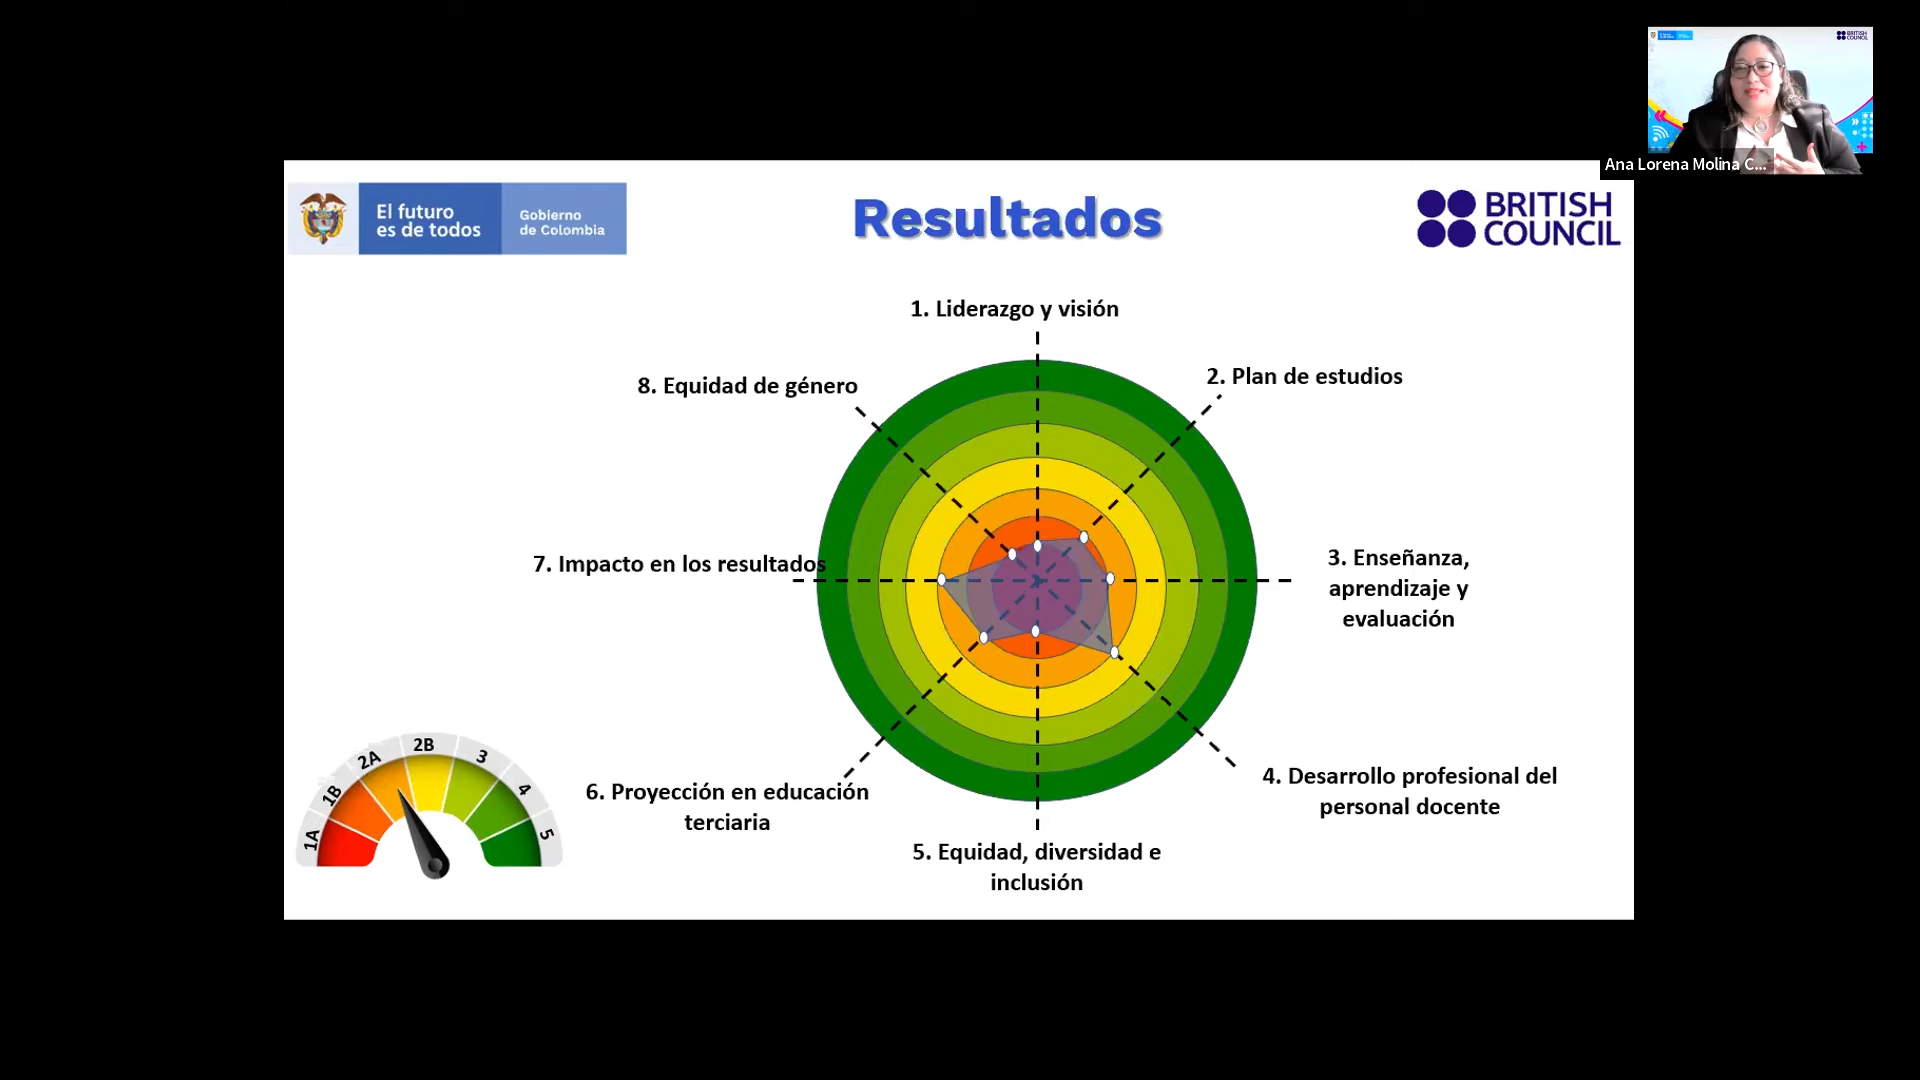 BRITISH
COUNCIL
Ana Lorena Molina C...
El futuro
es de todos
Gobierno
de Colombia
Resultados
BRITISH
COUNCIL
1. Liderazgo y visión
8. Equidad de género
2. Plan de estudios
7. Impacto en los resultados
3. Enseñanza,
aprendizaje y
evaluación
6. Proyección en educación
terciaria
4. Desarrollo profesional del
personal docente
5. Equidad, diversidad e
inclusión
1A
1B
2A
2B
3
4
5